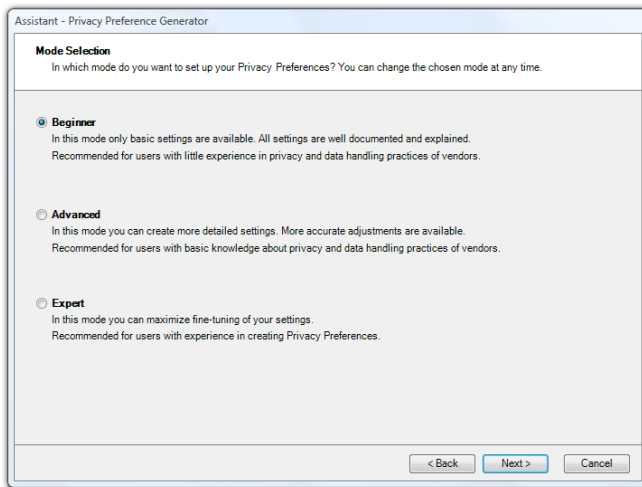 Assistant - Privacy Preference Generator
Mode Selection
In which mode do you want to set up your Privacy Preferences? You can change the chosen mode at any time.
Beginner
In this mode only basic settings are available. All settings are well documented and explained.
Recommended for users with little experience in privacy and data handling practices of vendors.
Advanced
In this mode you can create more detailed settings. More accurate adjustments are available.
Recommended for users with basic knowledge about privacy and data handling practices of vendors.
Expert
In this mode you can maximize fine-tuning of your settings.
Recommended for users with experience in creating Privacy Preferences.
< Back Next > Cancel